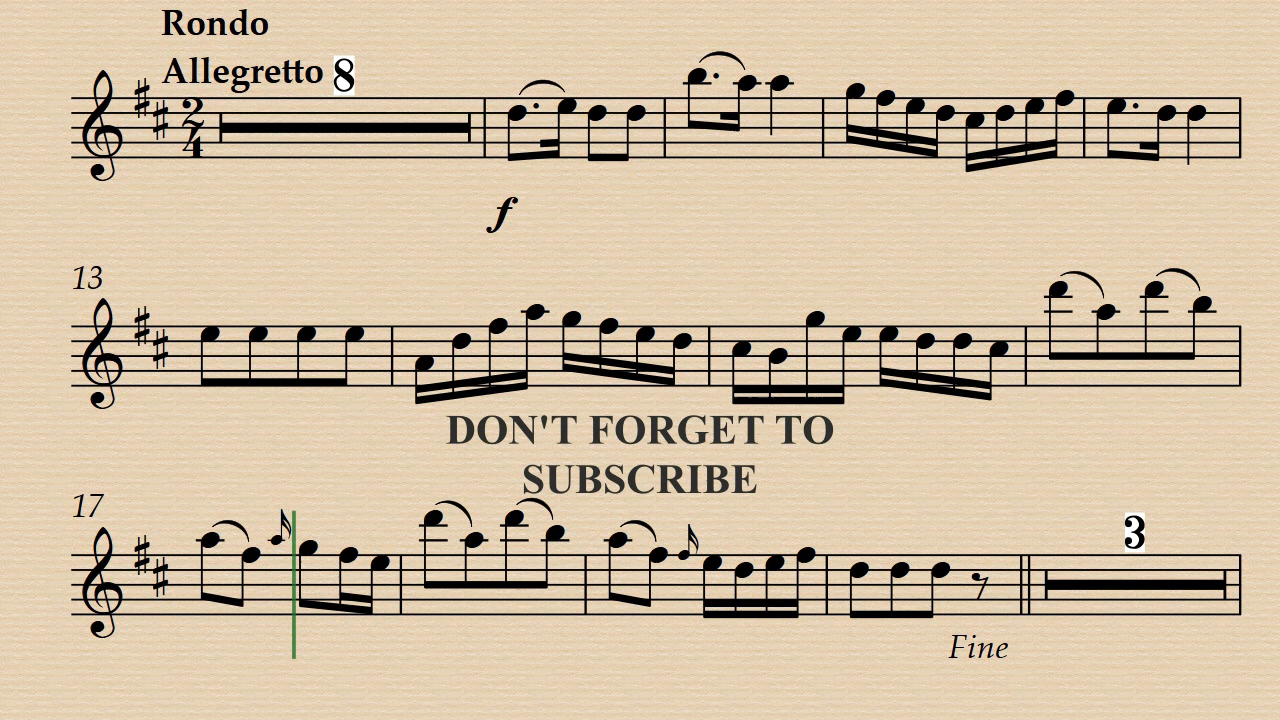 Rondo
Allegretto 8
2
4
f
13
DON'T FORGET TO
SUBSCRIBE
17
3
Fine